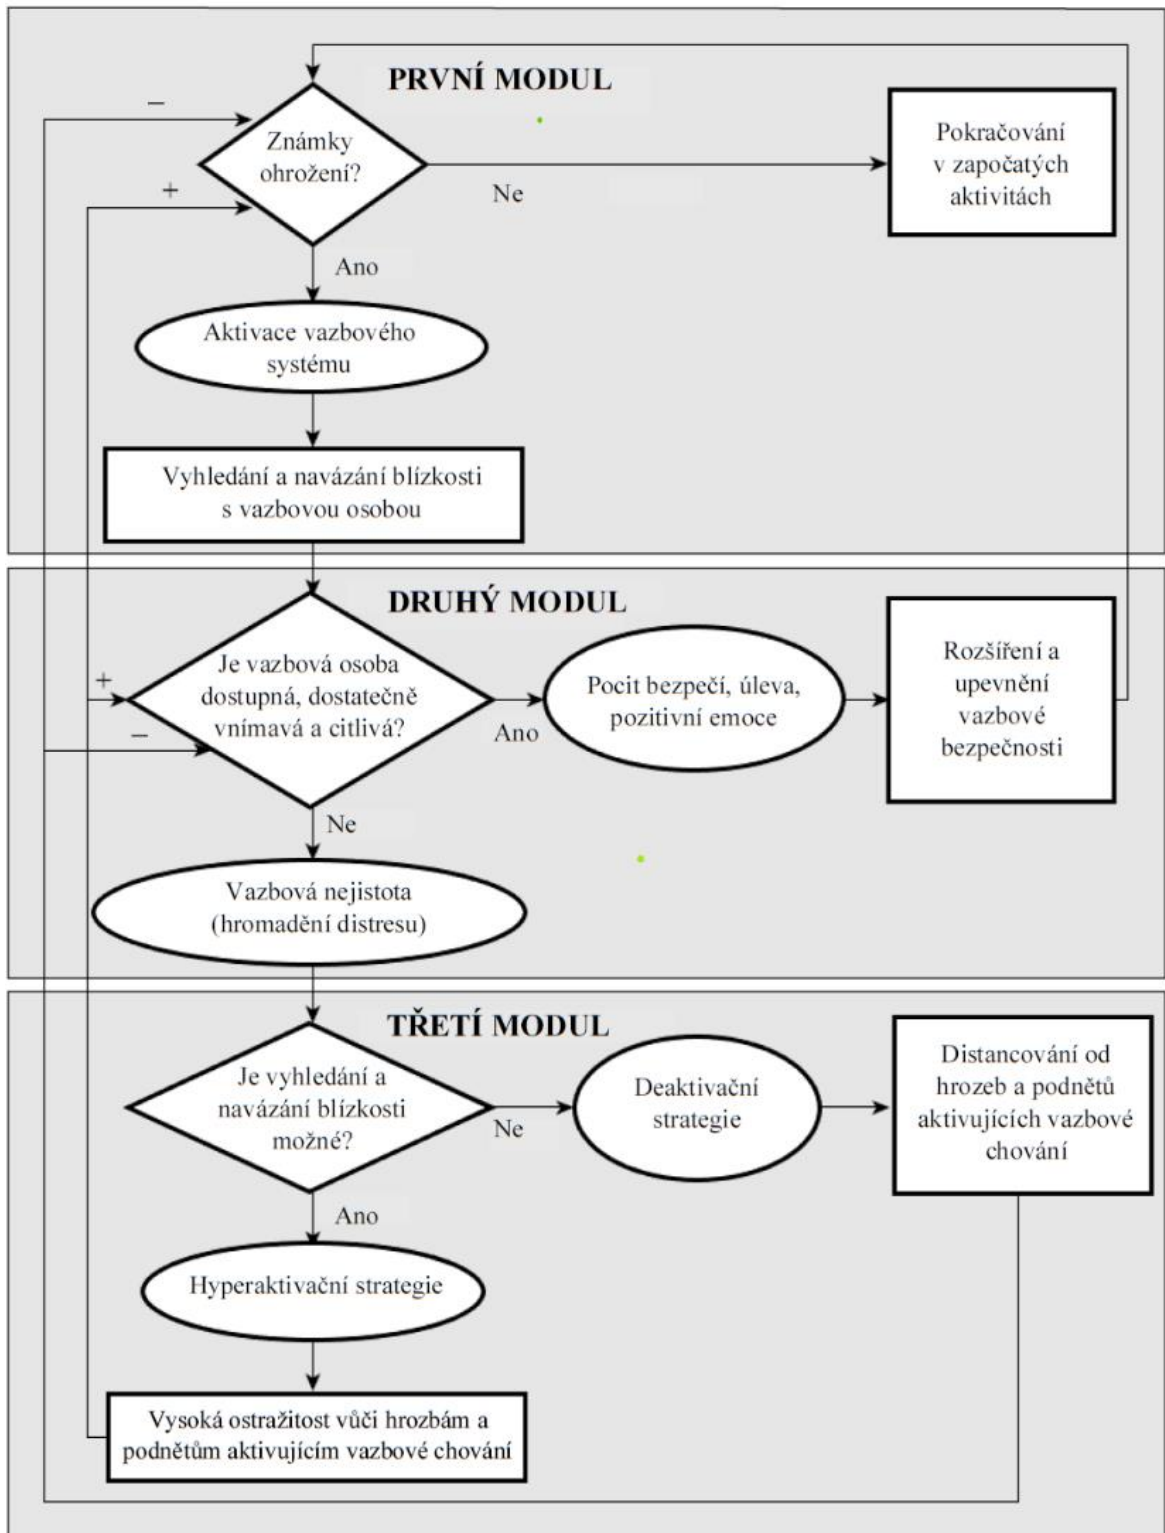 PRVNÍ MODUL
–
Známky
ohrožení?
+
Ne
Pokračování
v započatých
aktivitách
Ano
Aktivace vazbového
systému
Vyhledání a navázání blízkosti
s vazbovou osobou
DRUHÝ MODUL
Je vazbová osoba
dostupná, dostatečně
vnímavá a citlivá?
+
–
Ano
Pocit bezpečí, úleva,
pozitivní emoce
Rozšíření a
upevnění
vazbové
bezpečnosti
Ne
Vazbová nejistota
(hromadění distresu)
TŘETÍ MODUL
Je vyhledání a
navázání blízkosti
možné?
Ne
Deaktivační
strategie
Distancování od
hrozeb a podnětů
aktivujících vazbové
chování
Ano
Hyperaktivační strategie
Vysoká ostražitost vůči hrozbám a
podnětům aktivujícím vazbové chování